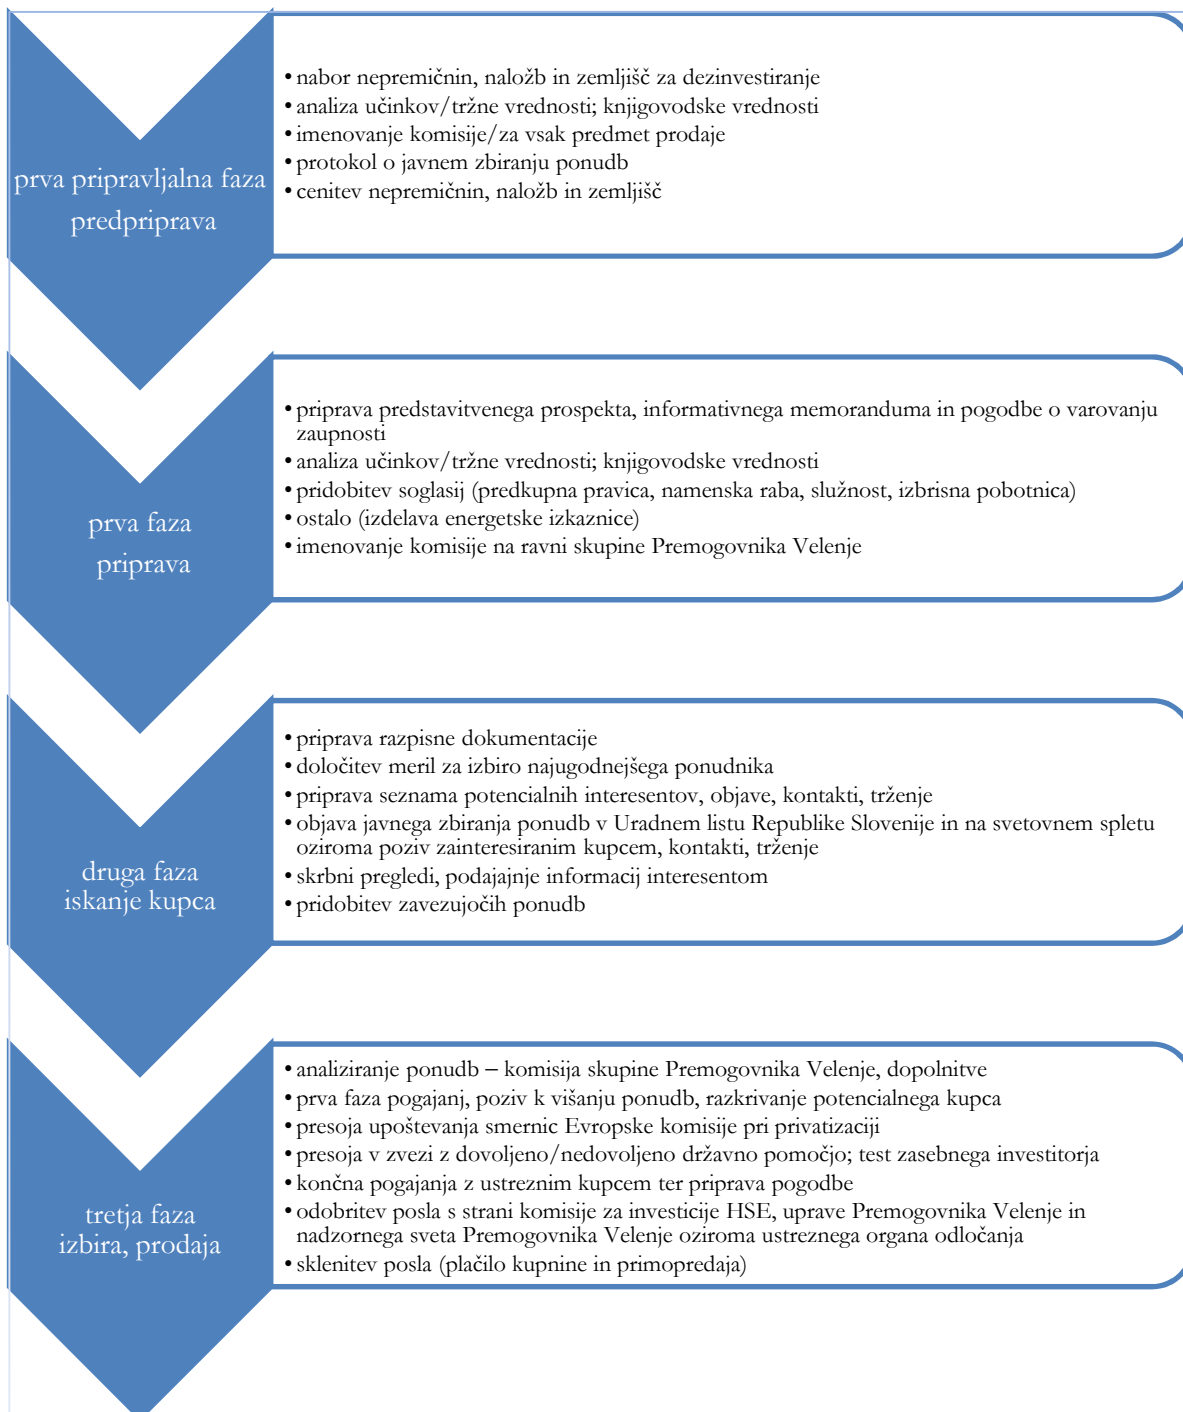 prva pripravljalna faza
predpriprava
• nabor nepremičnin, naložb in zemljišč za dezinvestiranje
• analiza učinkov/tržne vrednosti; knjigovodske vrednosti
• imenovanje komisije/za vsak predmet prodaje
• protokol o javnem zbiranju ponudb
• cenitev nepremičnin, naložb in zemljišč
prva faza
priprava
• priprava predstavitvenega prospekta, informativnega memoranduma in pogodbe o varovanju
zaupnosti
• analiza učinkov/tržne vrednosti; knjigovodske vrednosti
• pridobitev soglasij (predkupna pravica, namenska raba, služnost, izbrisna pobotnica)
• ostalo (izdelava energetske izkaznice)
• imenovanje komisije na ravni skupine Premogovnika Velenje
druga faza
iskanje kupca
• priprava razpisne dokumentacije
• določitev meril za izbiro najugodnejšega ponudnika
• priprava seznama potencialnih interesentov, objave, kontakti, trženje
• objava javnega zbiranja ponudb v Uradnem listu Republike Slovenije in na svetovnem spletu
oziroma poziv zainteresiranim kupcem, kontakti, trženje
• skrbni pregledi, podajajnje informacij interesentom
• pridobitev zavezujočih ponudb
tretja faza
izbira, prodaja
• analiziranje ponudb – komisija skupine Premogovnika Velenje, dopolnitve
• prva faza pogajanj, poziv k višanju ponudb, razkrivanje potencialnega kupca
• presoja upoštevanja smernic Evropske komisije pri privatizaciji
• presoja v zvezi z dovoljeno/nedovoljeno državno pomočjo; test zasebnega investitorja
• končna pogajanja z ustreznim kupcem ter priprava pogodbe
• odobritev posla s strani komisije za investicije HSE, uprave Premogovnika Velenje in
nadzornega sveta Premogovnika Velenje oziroma ustreznega organa odločanja
• sklenitev posla (plačilo kupnine in primopredaja)